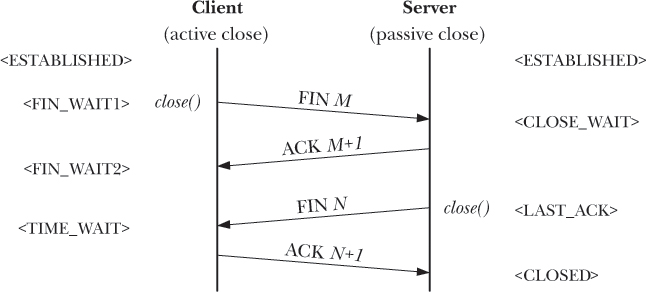 Client
Server
(active close)
(passive close)
<ESTABLISHED>
<ESTABLISHED>
<FIN_WAIT1>
close()
FIN M
<CLOSE_WAIT>
ACK M+1
<FIN_WAIT2>
FIN N
close()
<LAST_ACK>
<TIME_WAIT>
ACK N+1
<CLOSED>